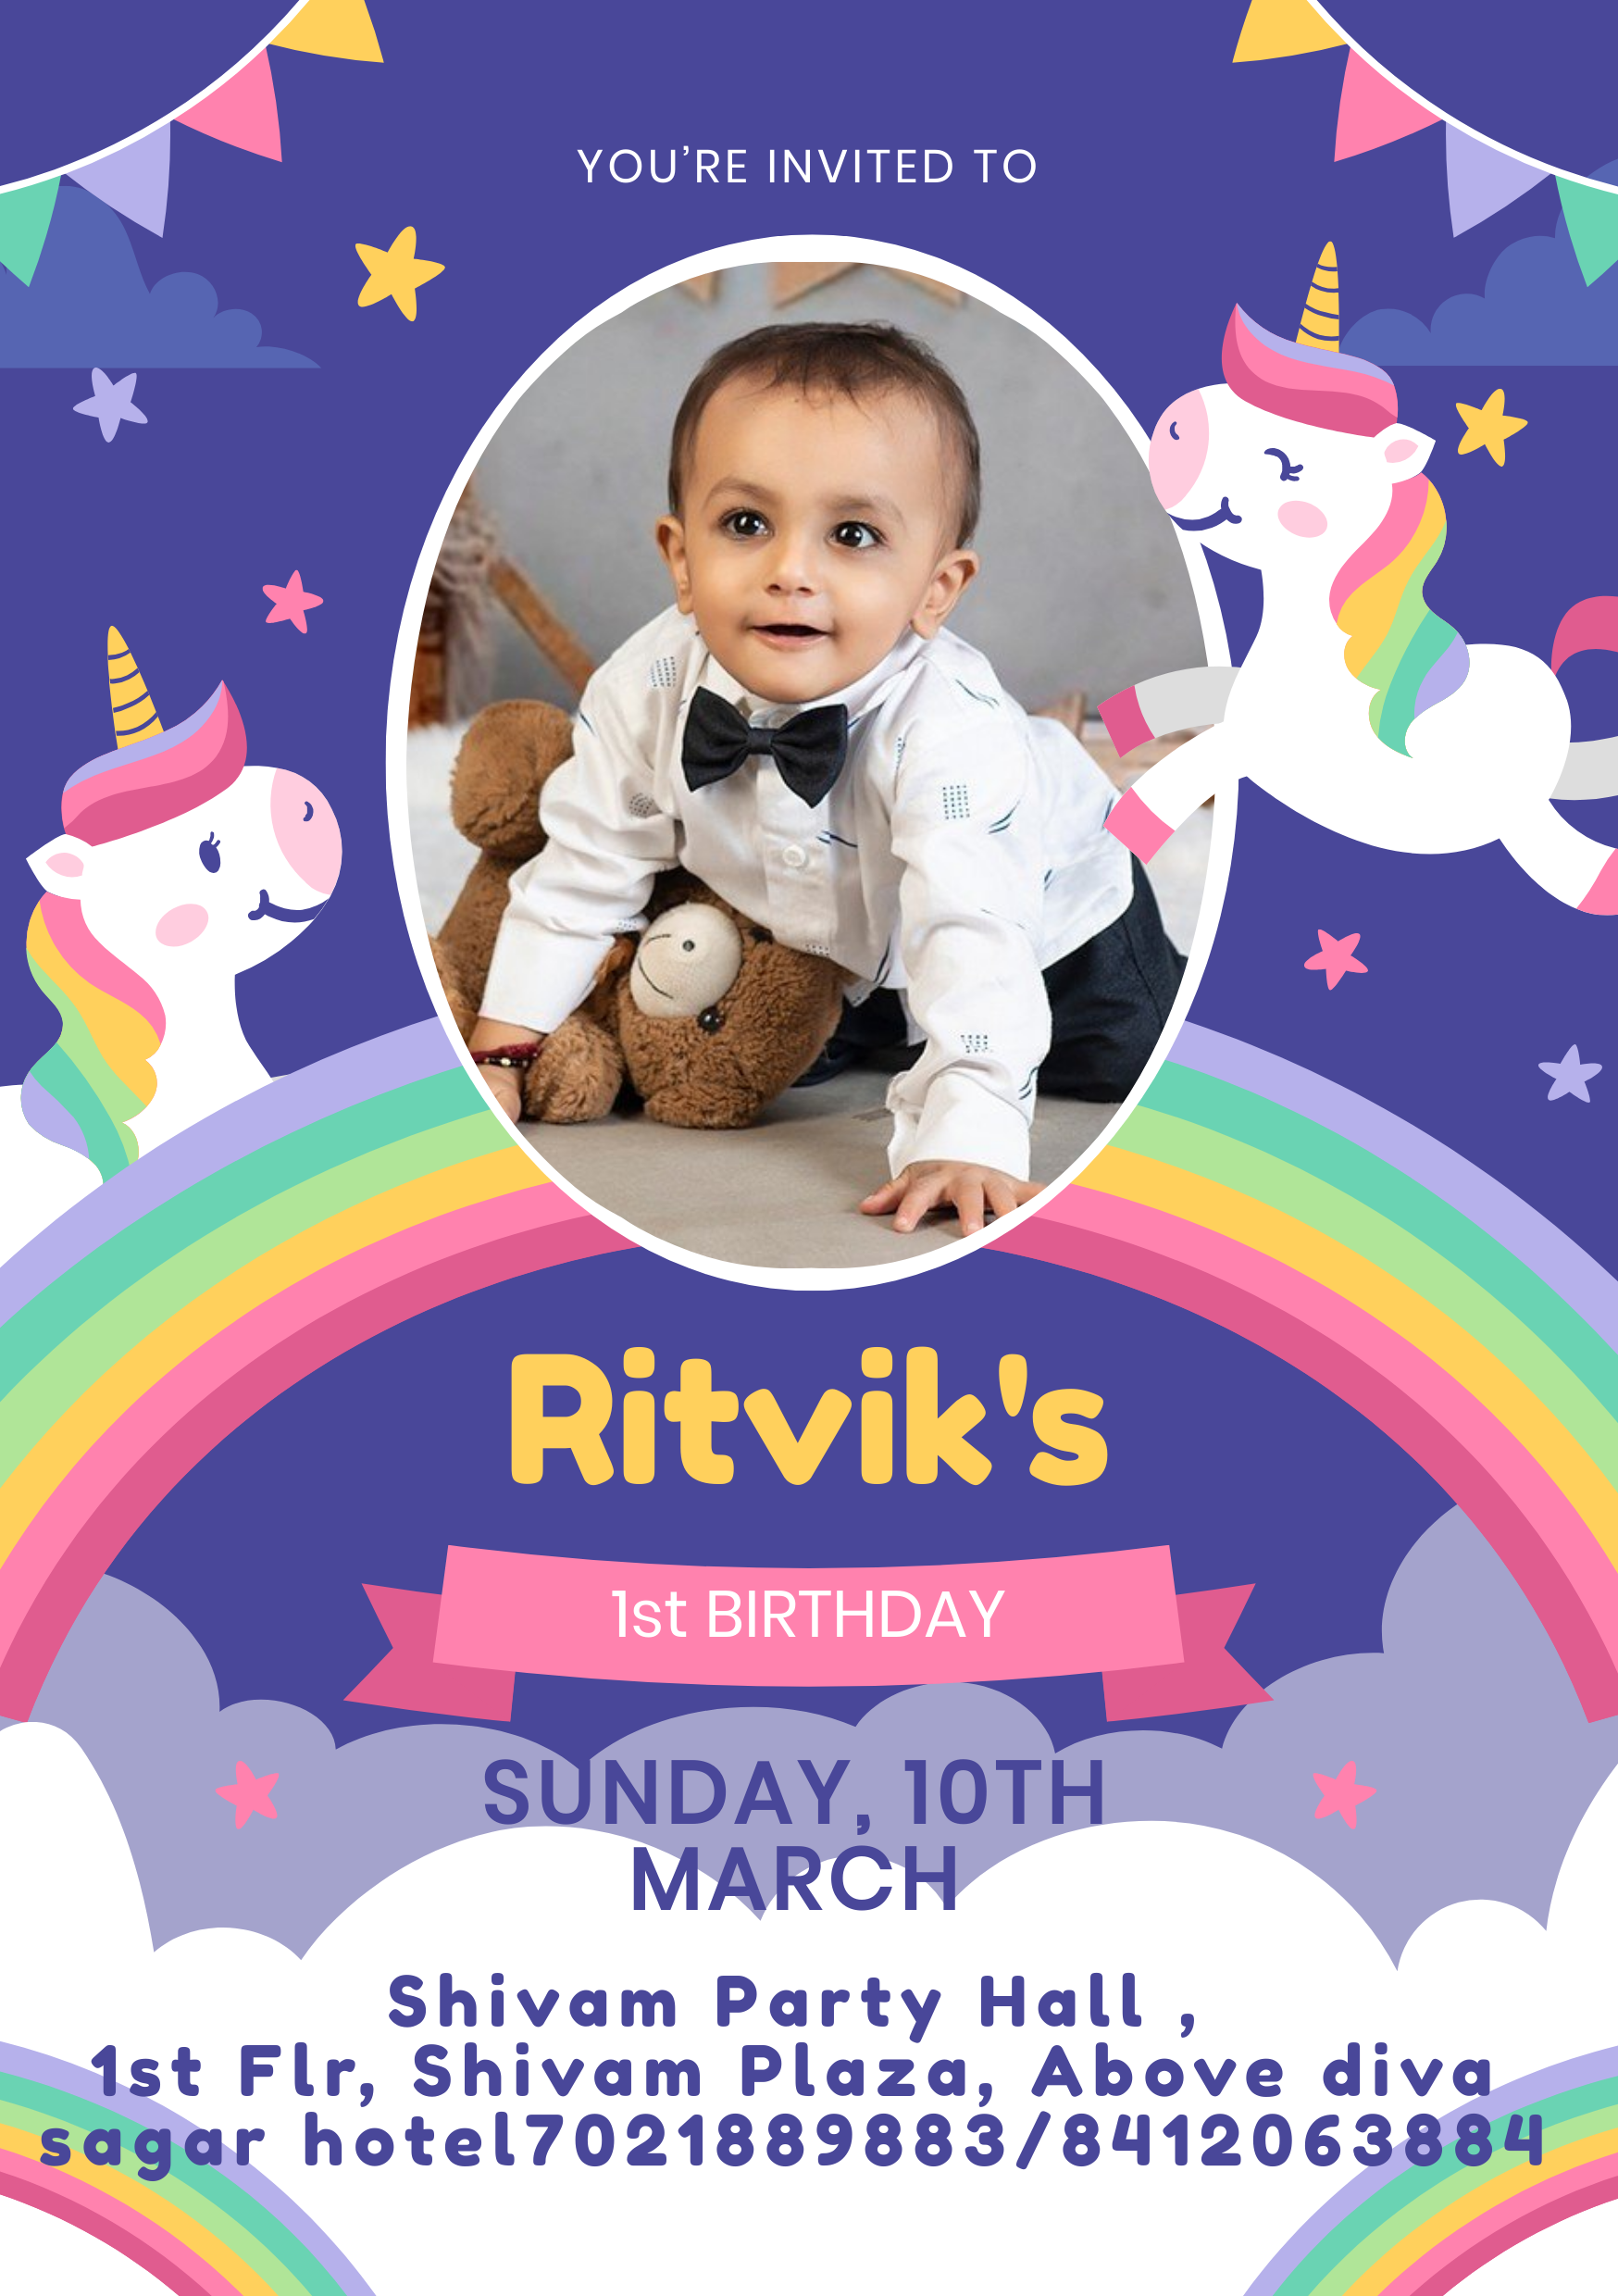 YOU'RE INVITED TO
Ritvik's
1st BIRTHDAY
SUNDAY, 10TH
MARCH
Shivam Party Hall ,
1st Flr, Shivam Plaza, Above diva
sagar hotel7021889883/8412063884